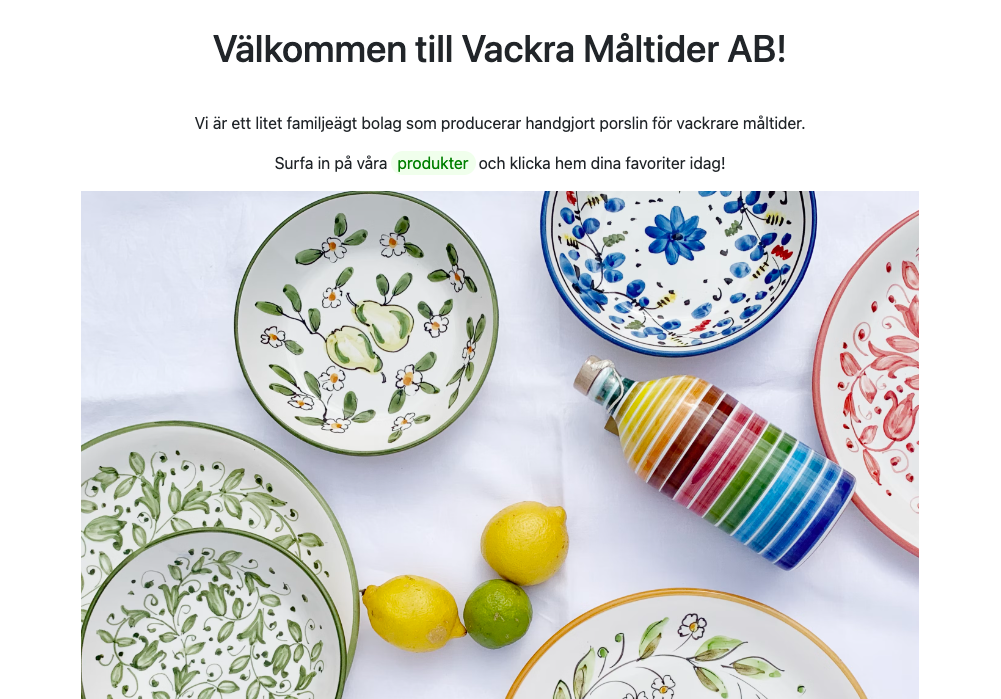 Välkommen till Vackra Måltider AB!
Vi är ett litet familjeägt bolag som producerar handgjort porslin för vackrare måltider.
Surfa in på våra produkter och klicka hem dina favoriter idag!